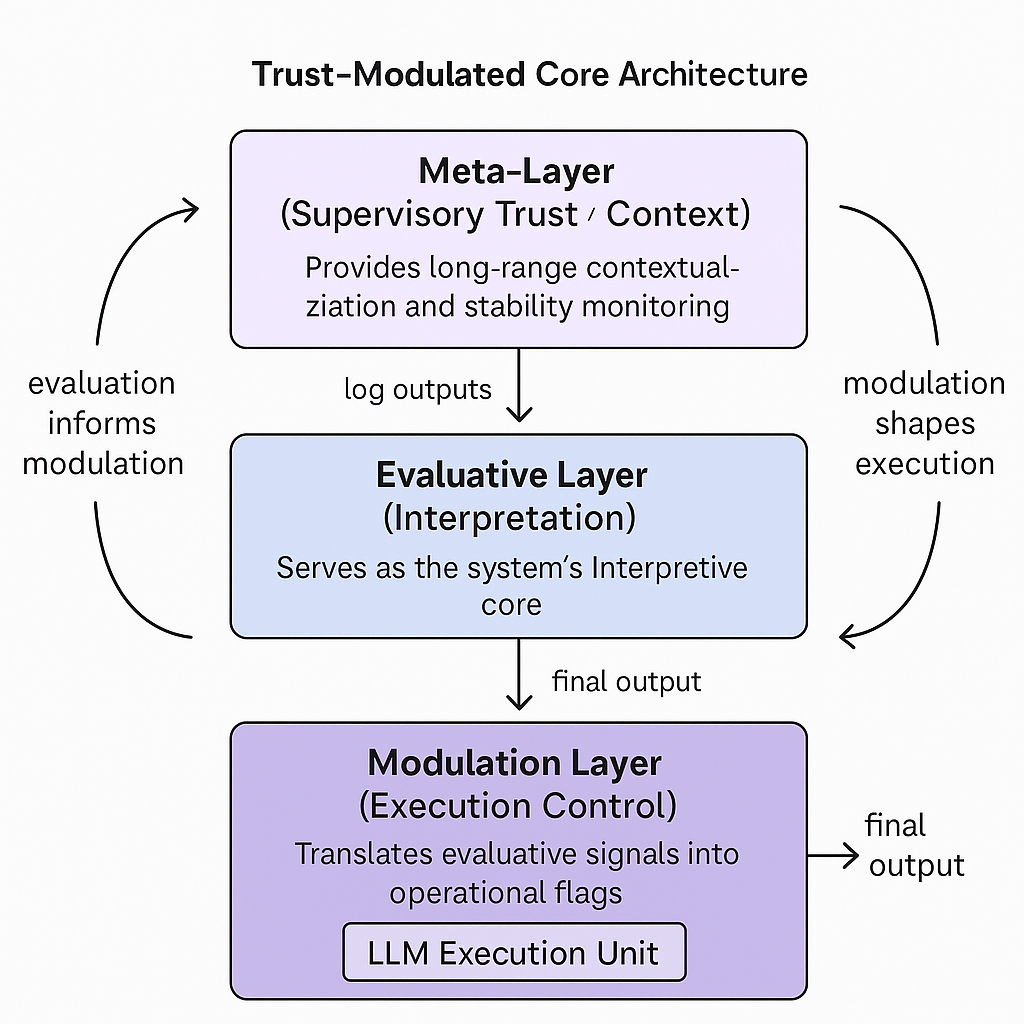 Trust-Modulated Core Architecture
Meta-Layer
(Supervisory Trust / Context)
Provides long-range contextual-
ziation and stability monitoring
evaluation
informs
modulation
log outputs
modulation
shapes
execution
Evaluative Layer
(Interpretation)
Serves as the system's Interpretive
core
final output
Modulation Layer
(Execution Control)
Translates evaluative signals into
operational flags
LLM Execution Unit
final
output